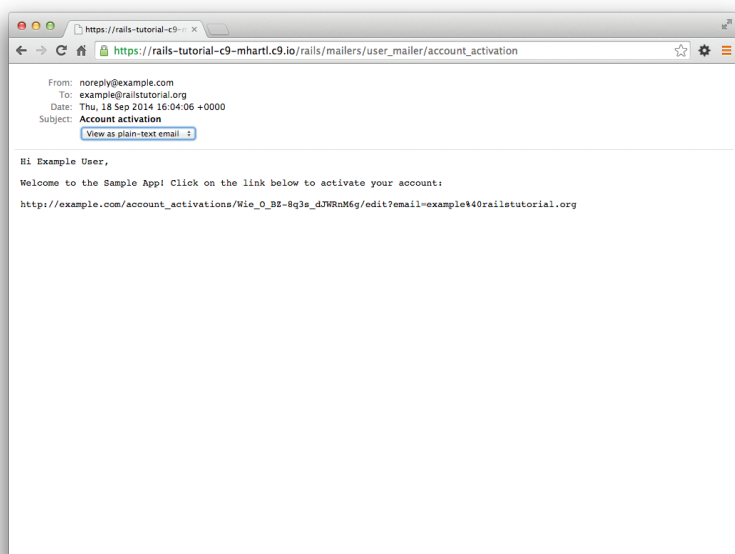 https://rails-tutorial-c9-m
https://rails-tutorial-c9-mhartl.c9.io/rails/mailers/user_mailer/account_activation
From: noreply@example.com
To: example@railstutorial.org
Date: Thu, 18 Sep 2014 16:04:06 +0000
Subject: Account activation
View as plain-text email
Hi Example User,
Welcome to the Sample App! Click on the link below to activate your account:
http://example.com/account_activations/Wie_O_BZ-8q3s_dJWRnM6g/edit?email=example%40railstutorial.org